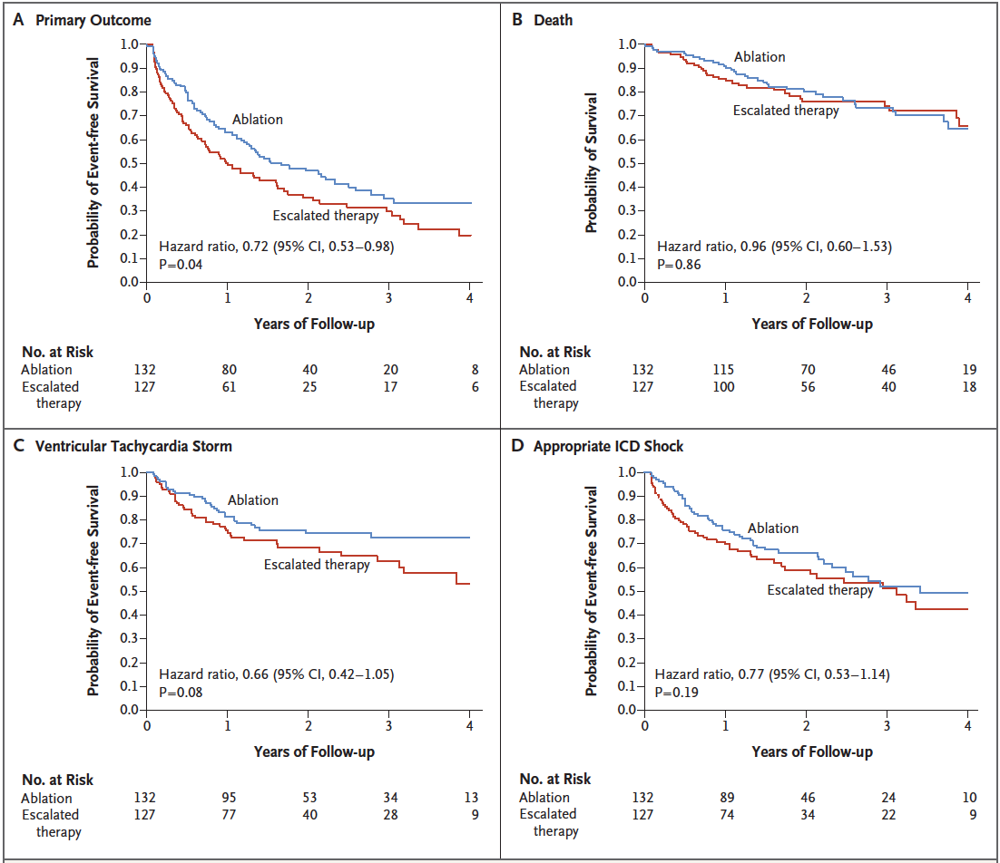 A Primary Outcome
1.0
0.9
0.8
0.7
0.6
0.5
0.4
0.3
0.2
0.1
0.0
Probability of Event-free Survival
Ablation
Escalated therapy
Hazard ratio, 0.72 (95% CI, 0.53–0.98)
P=0.04
0 1 2 3 4
Years of Follow-up
No. at Risk
Ablation 132 80 40 20 8
Escalated 127 61 25 17 6
therapy
B Death
1.0
0.9
0.8
0.7
0.6
0.5
0.4
0.3
0.2
0.1
0.0
Probability of Survival
Ablation
Escalated therapy
Hazard ratio, 0.96 (95% CI, 0.60–1.53)
P=0.86
0 1 2 3 4
Years of Follow-up
No. at Risk
Ablation 132 115 70 46 19
Escalated 127 100 56 40 18
therapy
C Ventricular Tachycardia Storm
1.0
0.9
0.8
0.7
0.6
0.5
0.4
0.3
0.2
0.1
0.0
Probability of Event-free Survival
Ablation
Escalated therapy
Hazard ratio, 0.66 (95% CI, 0.42–1.05)
P=0.08
0 1 2 3 4
Years of Follow-up
No. at Risk
Ablation 132 95 53 34 13
Escalated 127 77 40 28 9
therapy
D Appropriate ICD Shock
1.0
0.9
0.8
0.7
0.6
0.5
0.4
0.3
0.2
0.1
0.0
Probability of Event-free Survival
Ablation
Escalated therapy
Hazard ratio, 0.77 (95% CI, 0.53–1.14)
P=0.19
0 1 2 3 4
Years of Follow-up
No. at Risk
Ablation 132 89 46 24 10
Escalated 127 74 34 22 9
therapy